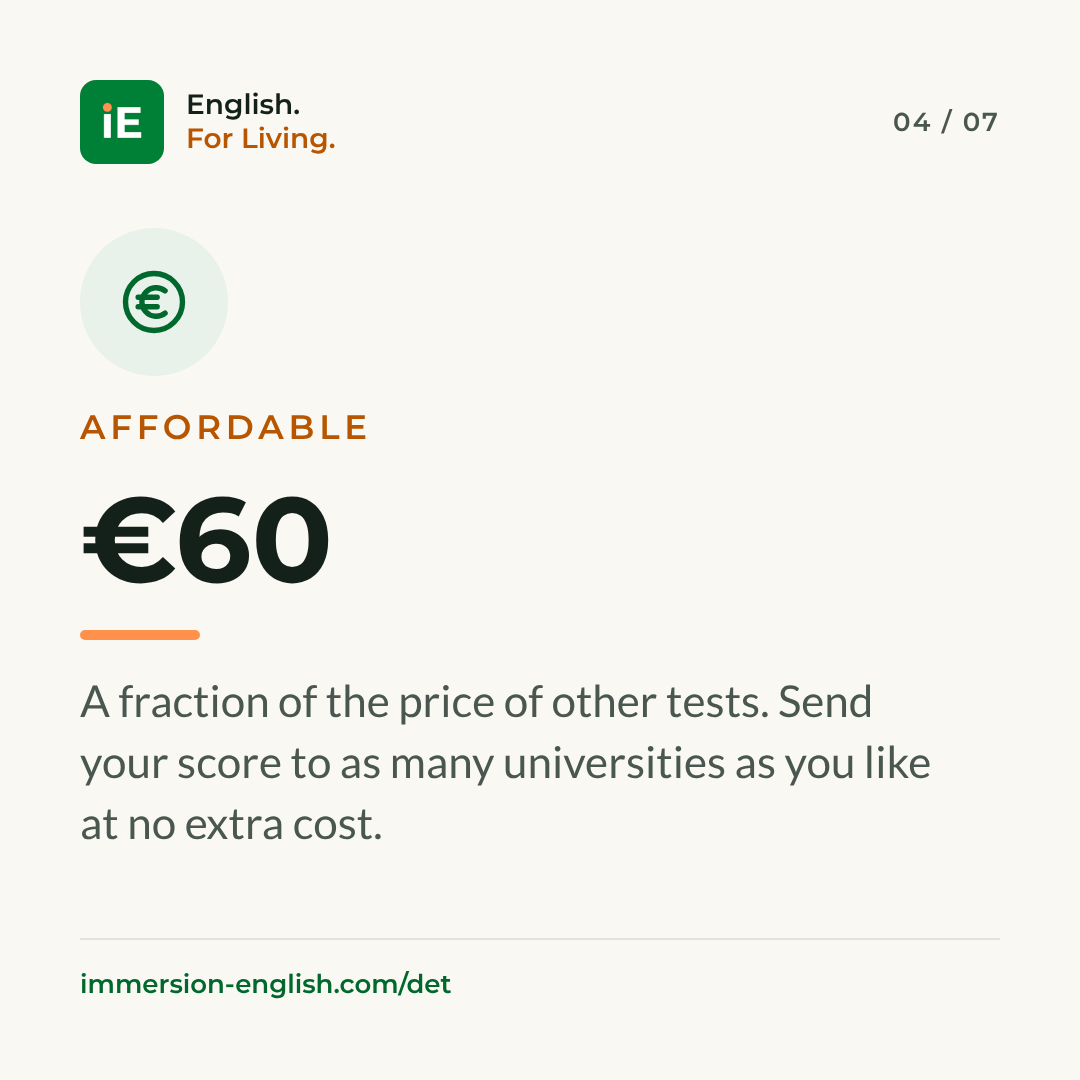 iE
English.
For Living.
04 / 07
€
AFFORDABLE
€60
A fraction of the price of other tests. Send
your score to as many universities as you like
at no extra cost.
immersion-english.com/det